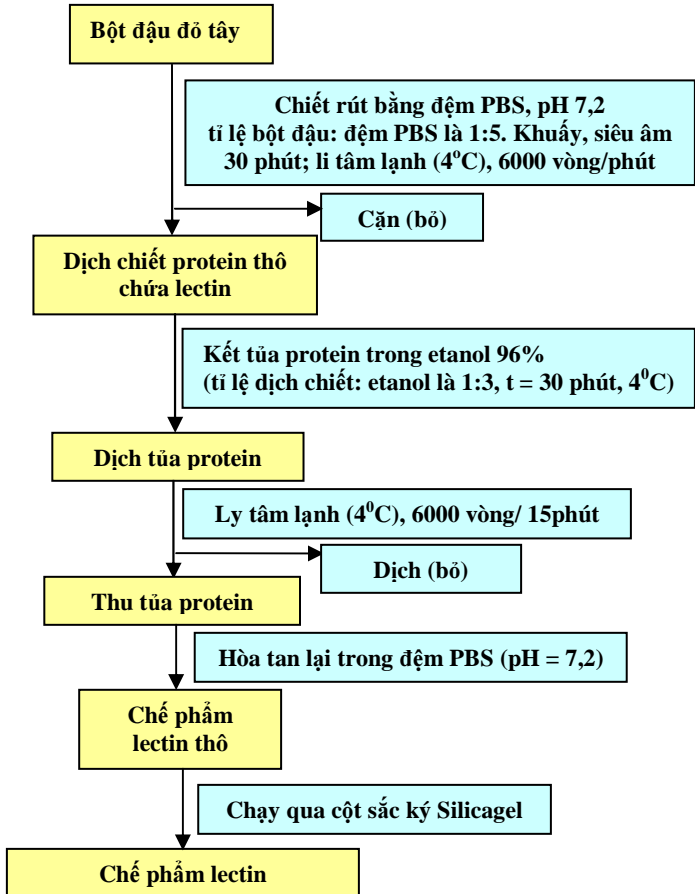 Bột đậu đỏ tây
Chiết rút bằng đệm PBS, pH 7,2
tỉ lệ bột đậu: đệm PBS là 1:5. Khuấy, siêu âm
30 phút; li tâm lạnh (4⁰C), 6000 vòng/phút
Cặn (bỏ)
Dịch chiết protein thô
chứa lectin
Kết tủa protein trong etanol 96%
(tỉ lệ dịch chiết: etanol là 1:3, t = 30 phút, 4⁰C)
Dịch tủa protein
Ly tâm lạnh (4⁰C), 6000 vòng/ 15phút
Dịch (bỏ)
Thu tủa protein
Hòa tan lại trong đệm PBS (pH = 7,2)
Chế phẩm
lectin thô
Chạy qua cột sắc ký Silicagel
Chế phẩm lectin